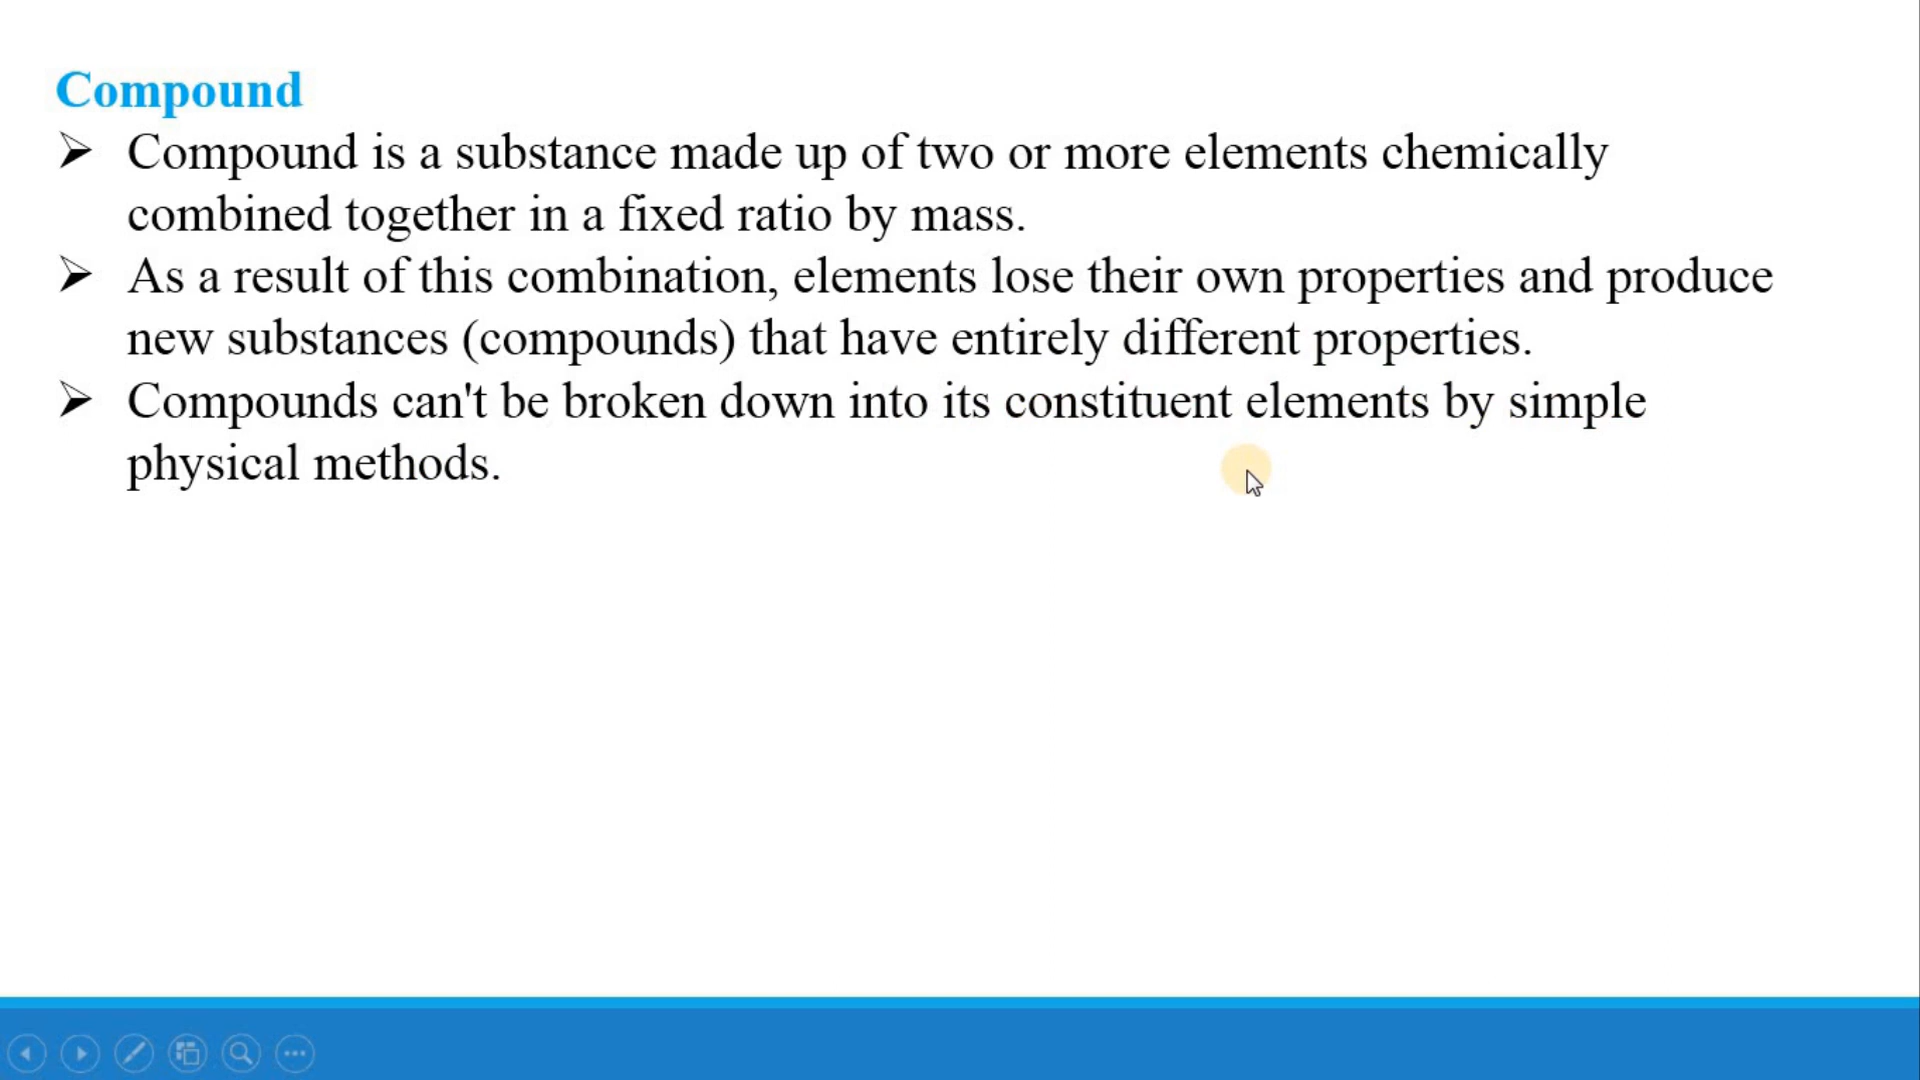 Compound
➢ Compound is a substance made up of two or more elements chemically
combined together in a fixed ratio by mass.
➢ As a result of this combination, elements lose their own properties and produce
new substances (compounds) that have entirely different properties.
➢ Compounds can't be broken down into its constituent elements by simple
physical methods.